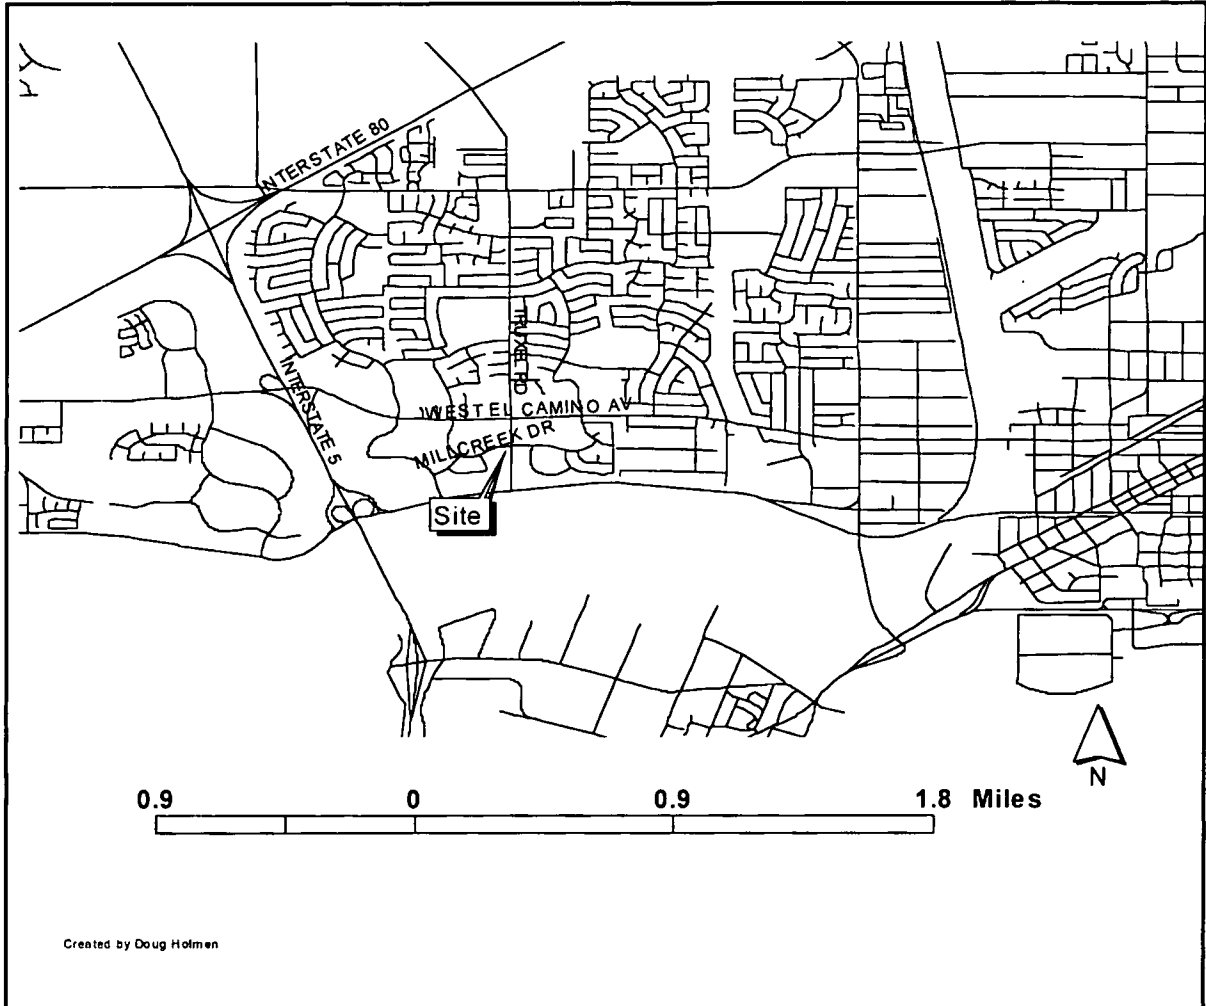 INTERSTATE 80
TRUXEL RD
INTERSTATE 5
WEST EL CAMINO AV
MILLCREEK DR
Site
N
0.9 0 0.9 1.8 Miles
Created by Doug Holmen